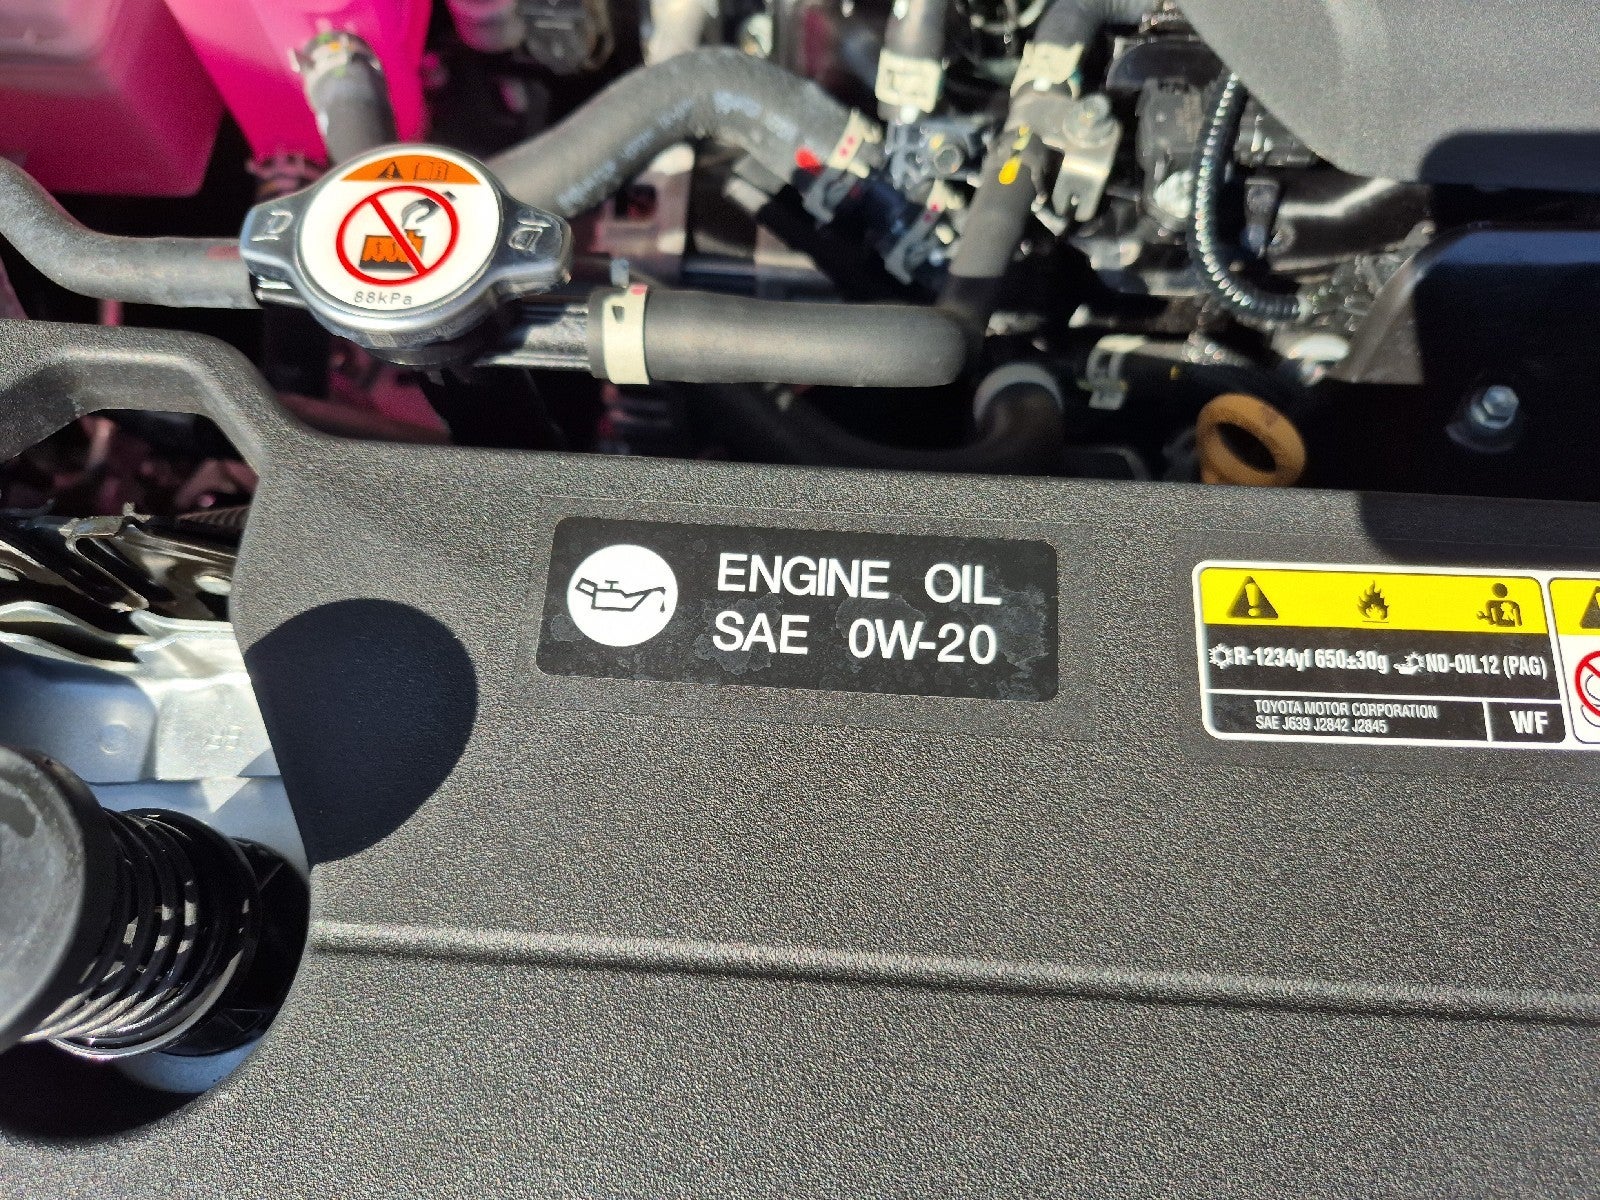 88kPa
ENGINE OIL
SAE 0W-20
R-1234yf 650±30g ND-OIL12 (PAG)
TOYOTA MOTOR CORPORATION
SAE J639 J2842 J2845
WF